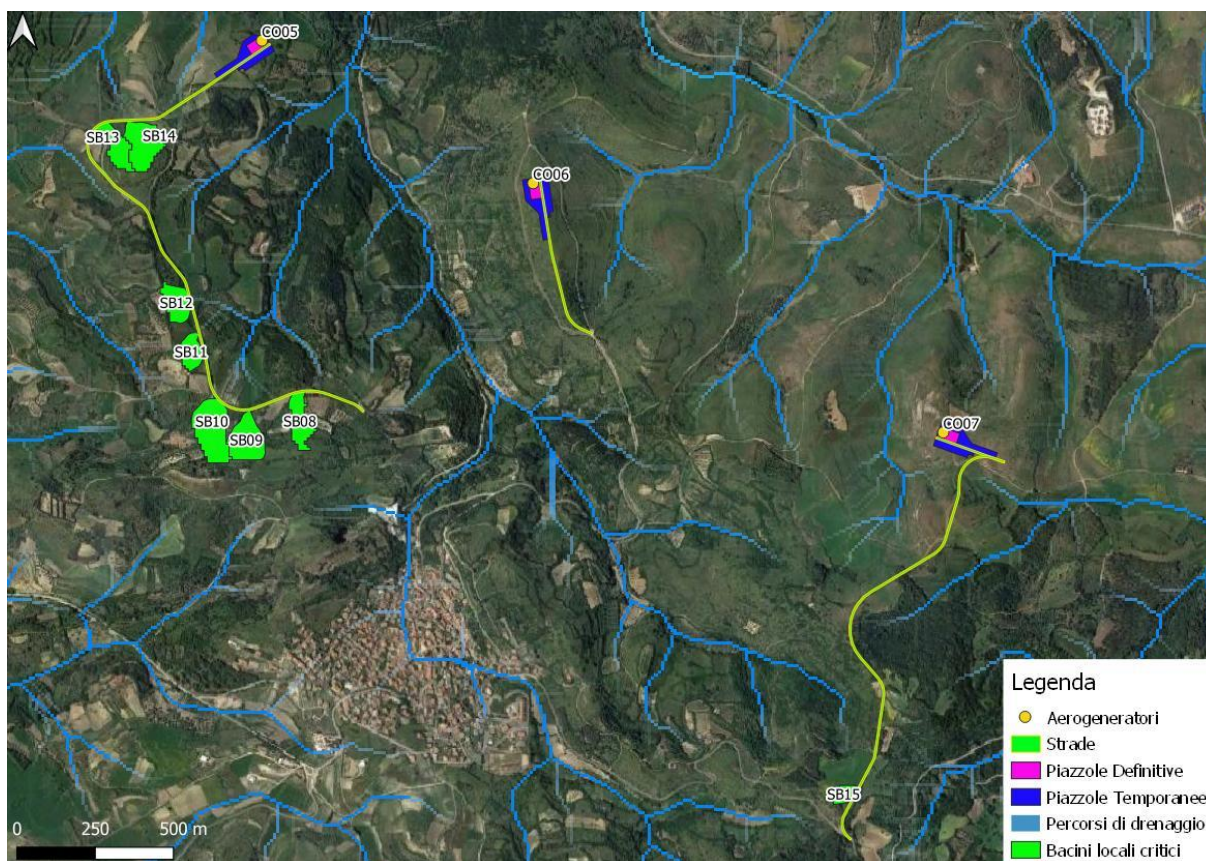 CO05
SB13
SB14
CO06
SB12
SB11
SB10
SB09
SB08
CO07
SB15
Legenda
Aerogeneratori
Strade
Piazzole Definitive
Piazzole Temporanee
Percorsi di drenaggio
Bacini locali critici
0 250 500 m